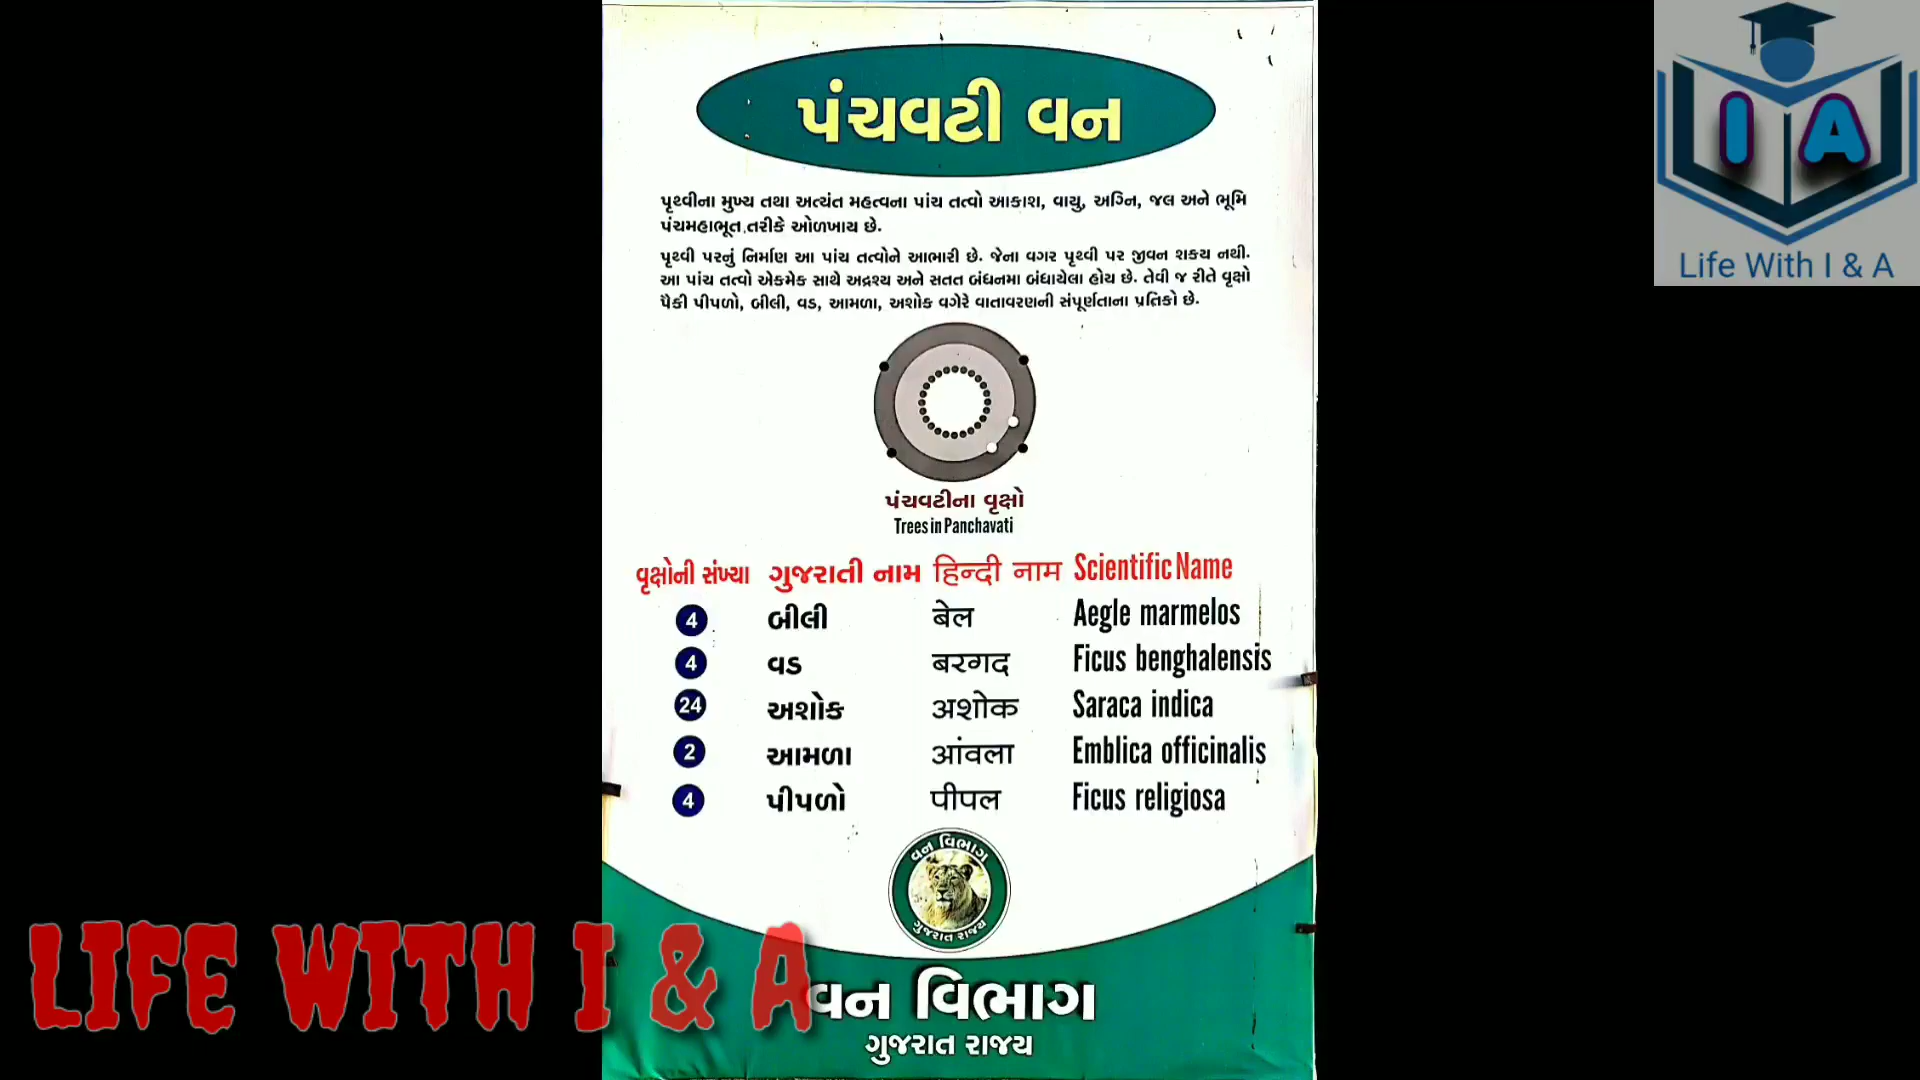 પંચવટી વન
પૃથ્વીના મુખ્ય તથા અત્યંત મહત્વના પાંચ તત્વો આકાશ, વાયુ, અગ્નિ, જલ અને ભૂમિ
પંચમહાભૂત તરીકે ઓળખાય છે.
પૃથ્વી પરનું નિર્માણ આ પાંચ તત્વોને આભારી છે. જેના વગર પૃથ્વી પર જીવન શક્ય નથી.
આ પાંચ તત્વો એકમેક સાથે અદ્રશ્ય અને સતત બંધનમા બંધાયેલા હોય છે. તેવી જ રીતે વૃક્ષો
પૈકી પીપળો, બીલી, વડ, આમળા, અશોક વગેરે વાતાવરણની સંપૂર્ણતાના પ્રતિકો છે.
પંચવટીના વૃક્ષો
Trees in Panchavati
વૃક્ષોની સંખ્યા ગુજરાતી નામ हिन्दी नाम Scientific Name
4 બીલી बेल Aegle marmelos
4 વડ बरगद Ficus benghalensis
24 અશોક अशोक Saraca indica
2 આમળા आंवला Emblica officinalis
4 પીપળો पीपल Ficus religiosa
વન વિભાગ
ગુજરાત રાજ્ય
વન વિભાગ
ગુજરાત રાજ્ય
LIFE WITH I & A
I A
Life With I & A